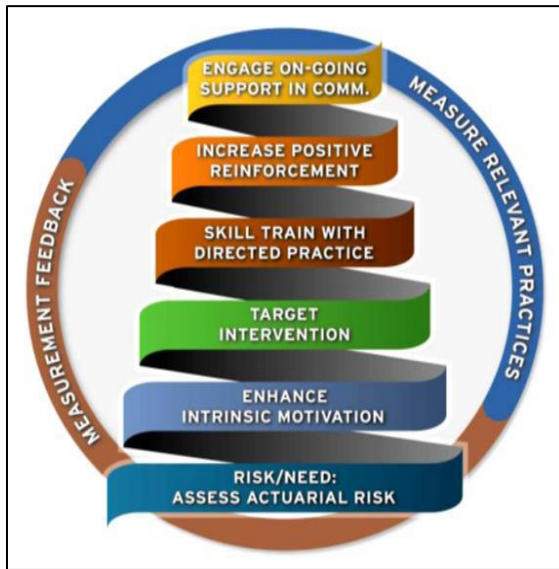 ENGAGE ON-GOING
SUPPORT IN COMM.
INCREASE POSITIVE
REINFORCEMENT
SKILL TRAIN WITH
DIRECTED PRACTICE
TARGET
INTERVENTION
ENHANCE
INTRINSIC MOTIVATION
RISK/NEED:
ASSESS ACTUARIAL RISK
MEASUREMENT FEEDBACK
MEASURE RELEVANT PRACTICES